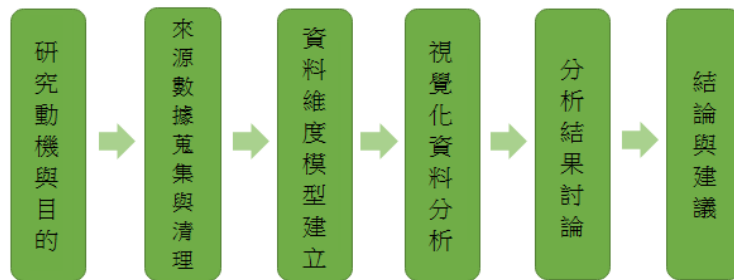 研究動機與目的
來源數據蒐集與清理
資料維度模型建立
視覺化資料分析
分析結果討論
結論與建議